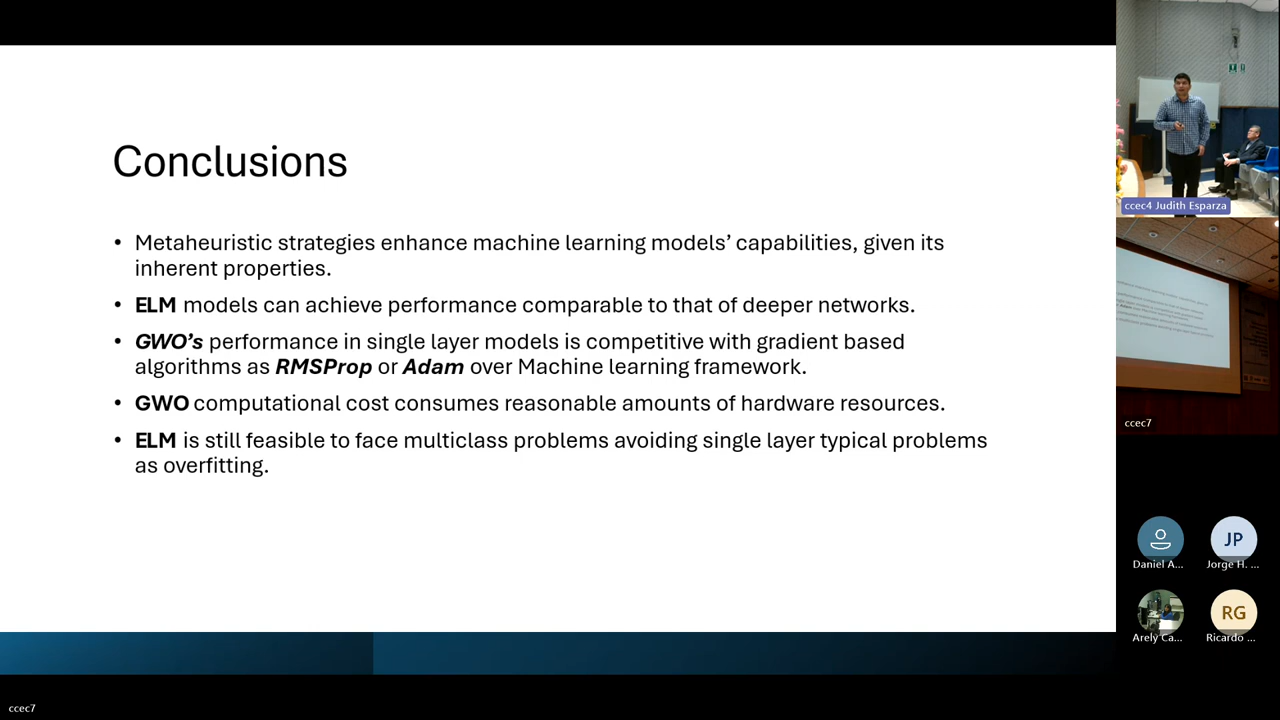 Conclusions
• Metaheuristic strategies enhance machine learning models’ capabilities, given its
inherent properties.
• ELM models can achieve performance comparable to that of deeper networks.
• GWO’s performance in single layer models is competitive with gradient based
algorithms as RMSProp or Adam over Machine learning framework.
• GWO computational cost consumes reasonable amounts of hardware resources.
• ELM is still feasible to face multiclass problems avoiding single layer typical problems
as overfitting.
ccec4 Judith Esparza
ccec7
JP
Daniel A...
Jorge H. ...
RG
Arely Ca...
Ricardo ...
ccec7